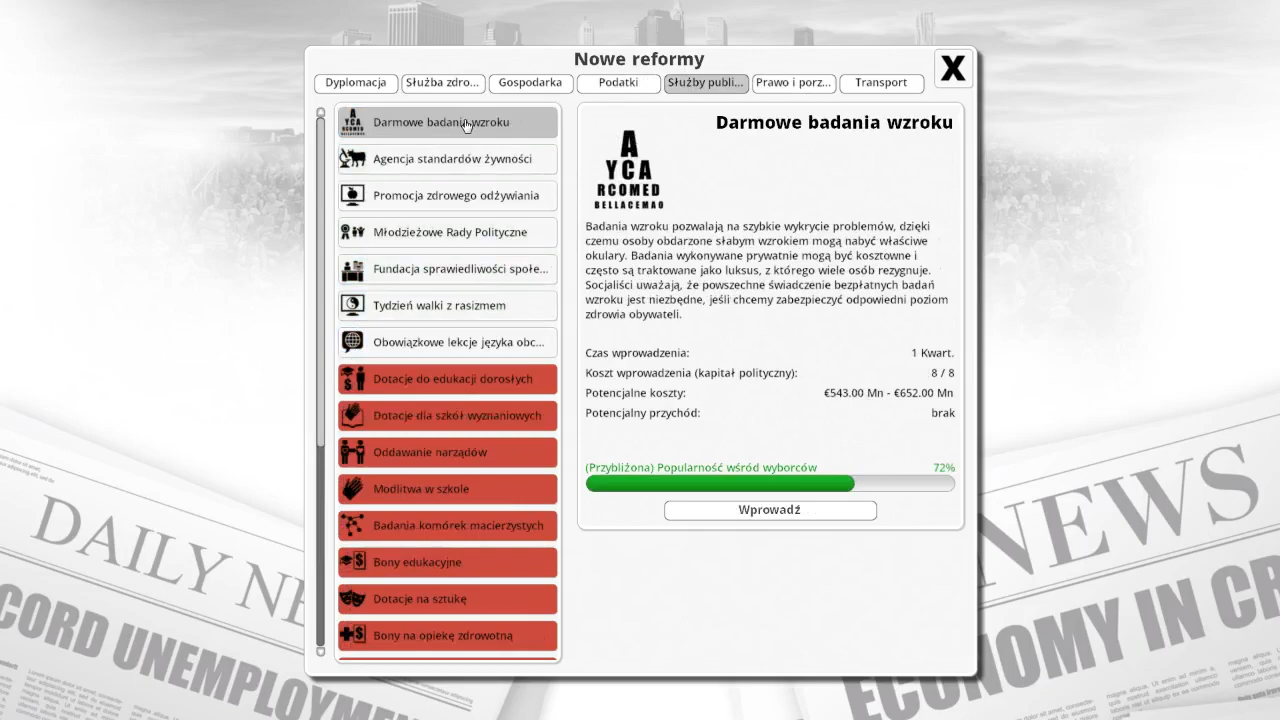 Nowe reformy
Dyplomacja
Służba zdro...
Gospodarka
Podatki
Służby publi...
Prawo i porz...
Transport
X
Darmowe badania wzroku
Agencja standardów żywności
Promocja zdrowego odżywiania
Młodzieżowe Rady Polityczne
Fundacja sprawiedliwości społe...
Tydzień walki z rasizmem
Obowiązkowe lekcje języka obc...
Dotacje do edukacji dorosłych
Dotacje dla szkół wyznaniowych
Oddawanie narządów
Modlitwa w szkole
Badania komórek macierzystych
Bony edukacyjne
Dotacje na sztukę
Bony na opiekę zdrowotną
Darmowe badania wzroku
A
YCA
RCOMED
BELLACEMAO
Badania wzroku pozwalają na szybkie wykrycie problemów, dzięki
czemu osoby obdarzone słabym wzrokiem mogą nabyć właściwe
okulary. Badania wykonywane prywatnie mogą być kosztowne i
często są traktowane jako luksus, z którego wiele osób rezygnuje.
Socjaliści uważają, że powszechne świadczenie bezpłatnych badań
wzroku jest niezbędne, jeśli chcemy zabezpieczyć odpowiedni poziom
zdrowia obywateli.
Czas wprowadzenia: 1 Kwart.
Koszt wprowadzenia (kapitał polityczny): 8 / 8
Potencjalne koszty: €543.00 Mn - €652.00 Mn
Potencjalny przychód: brak
(Przybliżona) Popularność wśród wyborców 72%
Wprowadź
DAILY NE
CORD UNEMPLOYM
NEWS
ECONOMY IN CR